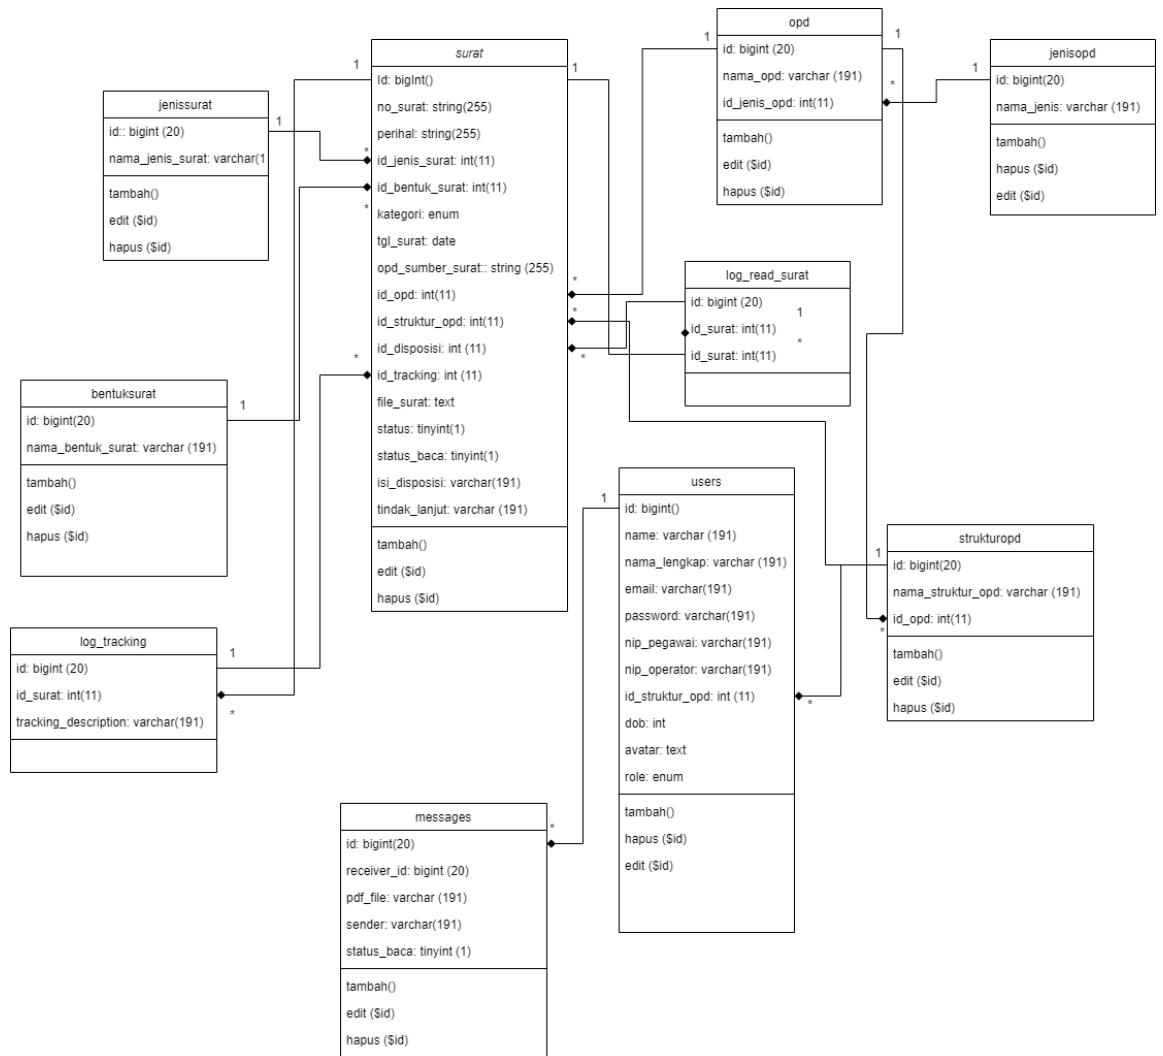 surat
Id: bigInt()
no_surat: string(255)
perihal: string(255)
id_jenis_surat: int(11)
id_bentuk_surat: int(11)
kategori: enum
tgl_surat: date
opd_sumber_surat:: string (255)
id_opd: int(11)
id_struktur_opd: int(11)
id_disposisi: int (11)
id_tracking: int (11)
file_surat: text
status: tinyint(1)
status_baca: tinyint(1)
isi_disposisi: varchar(191)
tindak_lanjut: varchar (191)
tambah()
edit ($id)
hapus ($id)
1
1
*
*
*
*
*
*
jenissurat
id:: bigint (20)
nama_jenis_surat: varchar(1
tambah()
edit ($id)
hapus ($id)
1
bentuksurat
id: bigint(20)
nama_bentuk_surat: varchar (191)
tambah()
edit ($id)
hapus ($id)
1
log_tracking
id: bigint (20)
id_surat: int(11)
tracking_description: varchar(191)
1
*
opd
id: bigint (20)
nama_opd: varchar (191)
id_jenis_opd: int(11)
tambah()
edit ($id)
hapus ($id)
1
1
*
jenisopd
id: bigint(20)
nama_jenis: varchar (191)
tambah()
hapus ($id)
edit ($id)
1
log_read_surat
id: bigint (20)
id_surat: int(11)
id_surat: int(11)
1
*
users
id: bigint()
name: varchar (191)
nama_lengkap: varchar (191)
email: varchar(191)
password: varchar(191)
nip_pegawai: varchar(191)
nip_operator: varchar(191)
id_struktur_opd: int (11)
dob: int
avatar: text
role: enum
tambah()
hapus ($id)
edit ($id)
1
*
strukturopd
id: bigint(20)
nama_struktur_opd: varchar (191)
id_opd: int(11)
tambah()
edit ($id)
hapus ($id)
1
*
messages
id: bigint(20)
receiver_id: bigint (20)
pdf_file: varchar (191)
sender: varchar(191)
status_baca: tinyint (1)
tambah()
edit ($id)
hapus ($id)
*